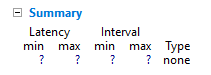 Summary
Latency Interval
min max min max Type
? ? ? ? none